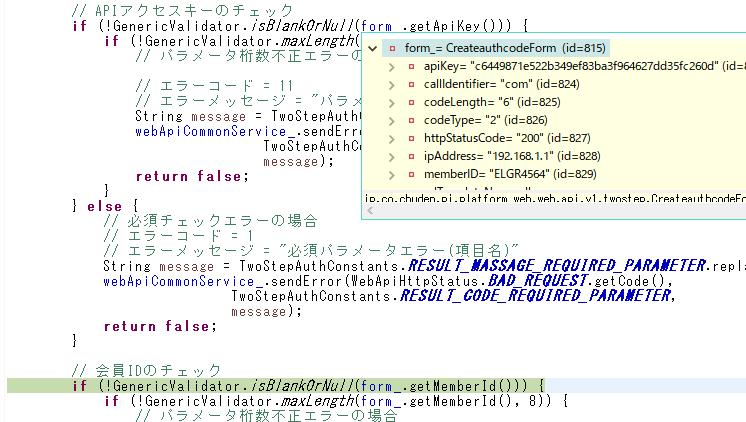 // APIアクセスキーのチェック
if (!GenericValidator.isBlankOrNull(form_.getApiKey())) {
if (!GenericValidator.maxLength(
// パラメータ桁数不正エラーの
// エラーコード = 11
// エラーメッセージ = "パラメ
String message = TwoStepAuthC
webApiCommonService_.sendErro
TwoStepAuthCo
message);
return false;
}
} else {
// 必須チェックエラーの場合
// エラーコード = 1
// エラーメッセージ = "必須パラメータエラー(項目名)"
String message = TwoStepAuthConstants.RESULT_MASSAGE_REQUIRED_PARAMETER.repla
webApiCommonService_.sendError(WebApiHttpStatus.BAD_REQUEST.getCode(),
TwoStepAuthConstants.RESULT_CODE_REQUIRED_PARAMETER,
message);
return false;
}
// 会員IDのチェック
if (!GenericValidator.isBlankOrNull(form_.getMemberId())) {
if (!GenericValidator.maxLength(form_.getMemberId(), 8)) {
// パラメータ桁数不正エラーの場合
form_= CreateauthcodeForm (id=815)
apiKey= "c6449871e522b349ef83ba3f964627dd35fc260d" (id=
callIdentifier= "com" (id=824)
codeLength= "6" (id=825)
codeType= "2" (id=826)
httpStatusCode= "200" (id=827)
ipAddress= "192.168.1.1" (id=828)
memberID= "ELGR4564" (id=829)
jp.co.chuden.pi.platform.web.web.api.v1.twostep.CreateauthcodeFo